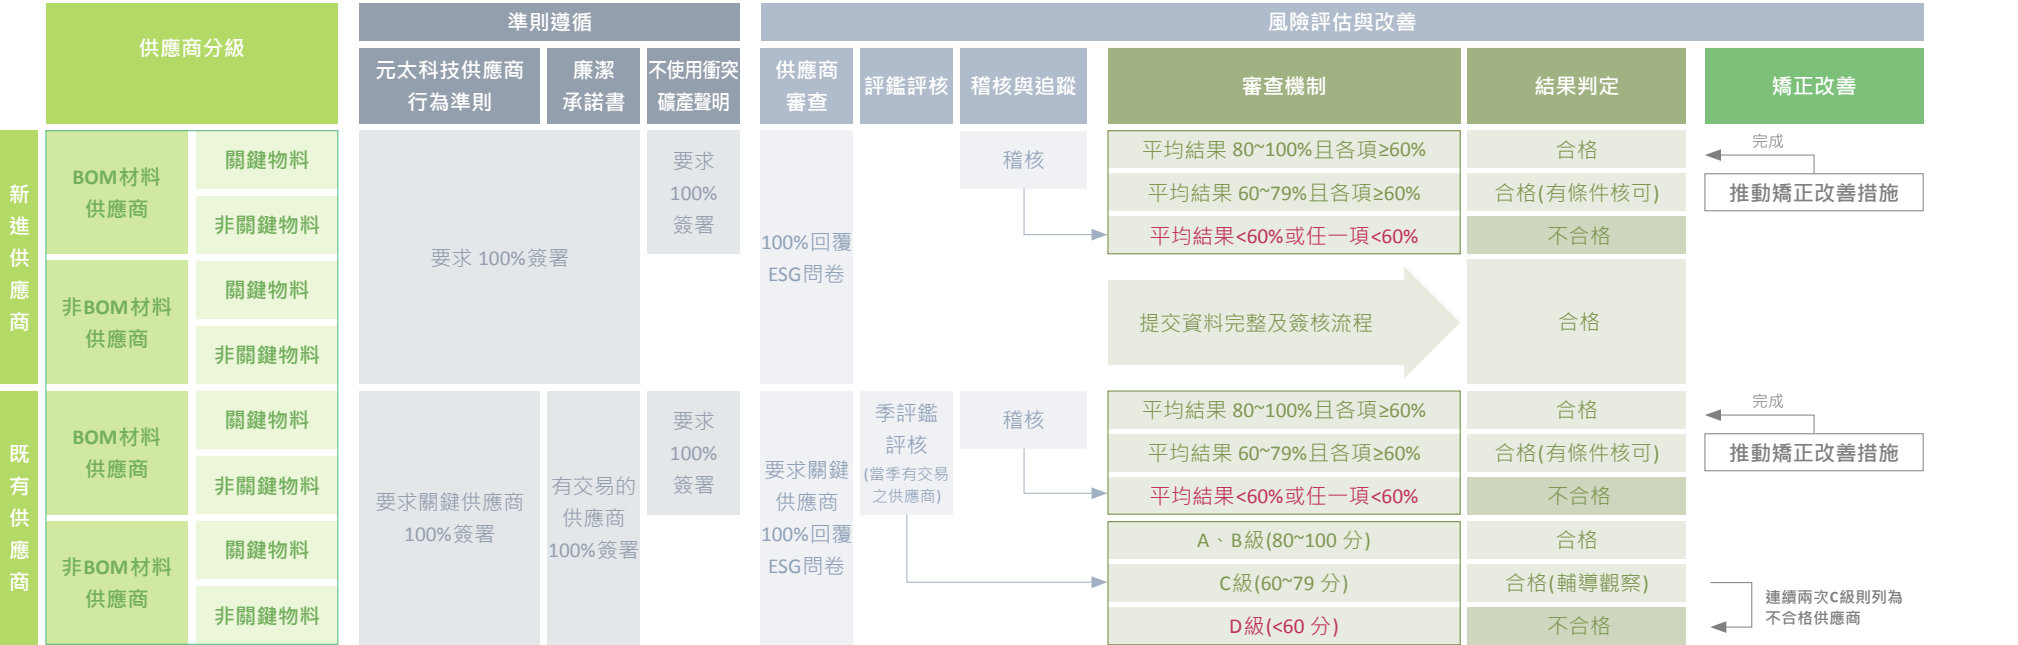 供應商分級
準則遵循
風險評估與改善
元太科技供應商
行為準則
廉潔
承諾書
不使用衝突
礦產聲明
供應商
審查
評鑑評核
稽核與追蹤
審查機制
結果判定
矯正改善
新進供應商
BOM材料
供應商
關鍵物料
非關鍵物料
非BOM材料
供應商
關鍵物料
非關鍵物料
要求 100%簽署
要求
100%
簽署
100%回覆
ESG問卷
稽核
平均結果 80~100%且各項≥60%
合格
平均結果 60~79%且各項≥60%
合格(有條件核可)
平均結果<60%或任一項<60%
不合格
完成
推動矯正改善措施
提交資料完整及簽核流程
合格
既有供應商
BOM材料
供應商
關鍵物料
非關鍵物料
非BOM材料
供應商
關鍵物料
非關鍵物料
要求關鍵供應商
100%簽署
有交易的
供應商
100%簽署
要求
100%
簽署
要求關鍵
供應商
100%回覆
ESG問卷
季評鑑
評核
(當季有交易
之供應商)
稽核
平均結果 80~100%且各項≥60%
合格
平均結果 60~79%且各項≥60%
合格(有條件核可)
平均結果<60%或任一項<60%
不合格
完成
推動矯正改善措施
A、B級(80~100 分)
合格
C級(60~79 分)
合格(輔導觀察)
D級(<60 分)
不合格
連續兩次C級則列為
不合格供應商